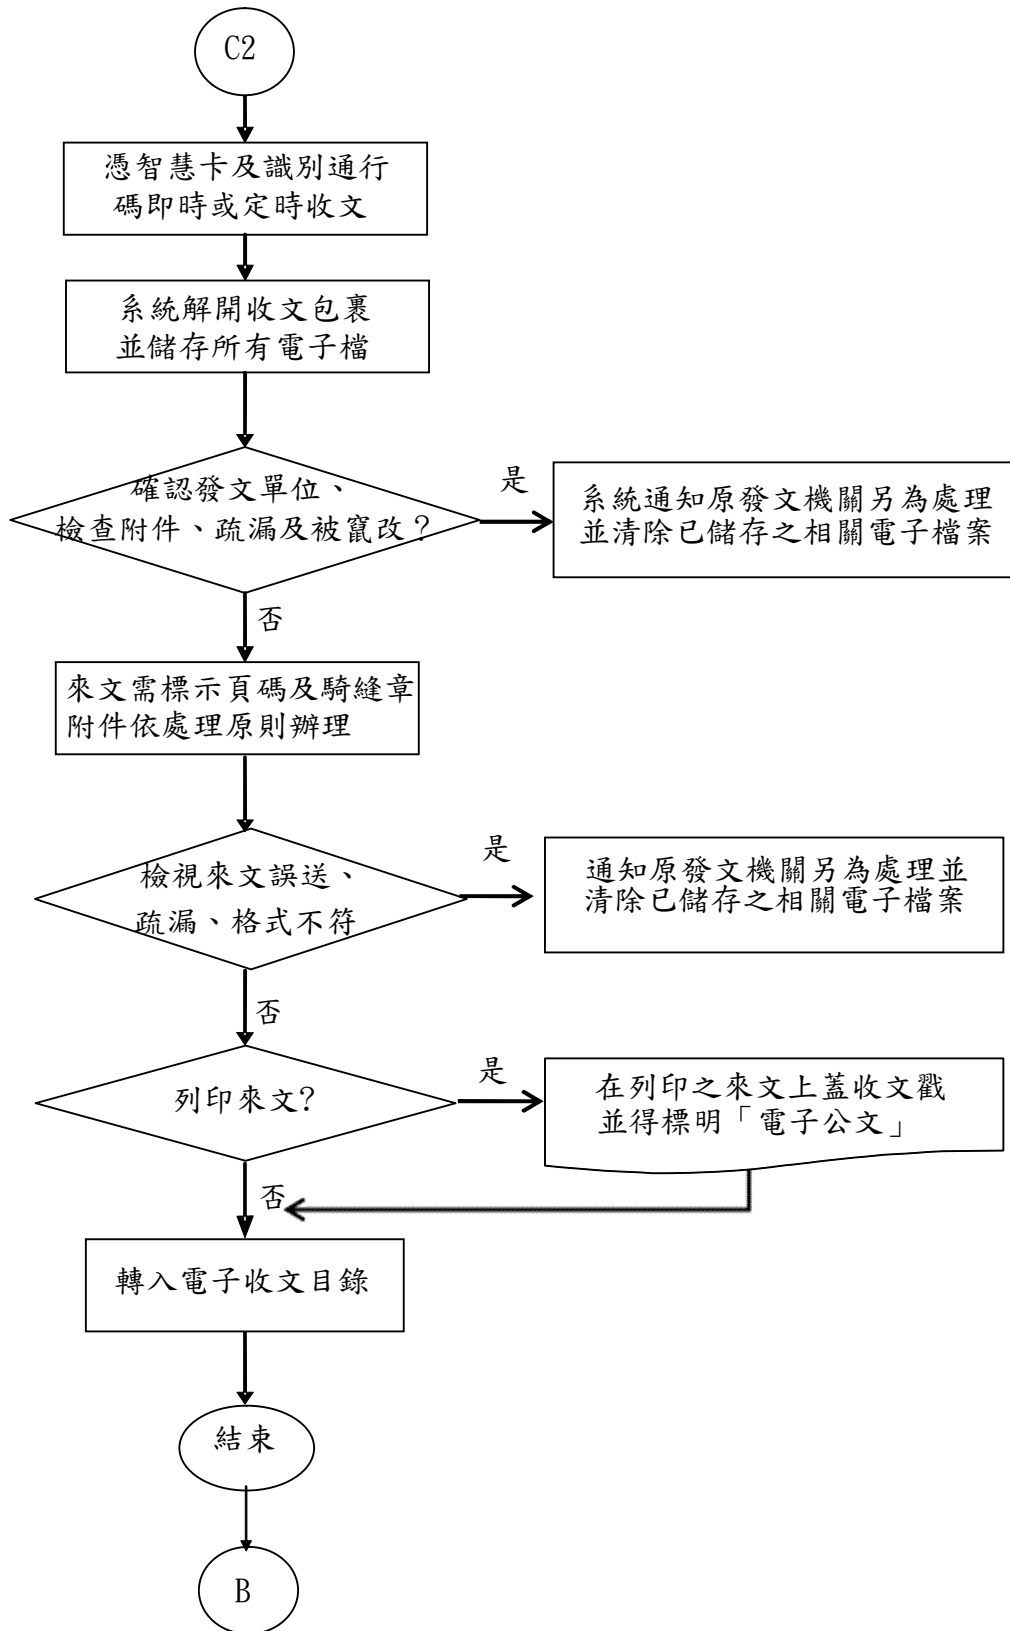 C2
憑智慧卡及識別通行
碼即時或定時收文
系統解開收文包裹
並儲存所有電子檔
確認發文單位、
檢查附件、疏漏及被竄改？
是
系統通知原發文機關另為處理
並清除已儲存之相關電子檔案
否
來文需標示頁碼及騎縫章
附件依處理原則辦理
檢視來文誤送、
疏漏、格式不符
是
通知原發文機關另為處理並
清除已儲存之相關電子檔案
否
列印來文?
是
在列印之來文上蓋收文戳
並得標明「電子公文」
否
轉入電子收文目錄
結束
B